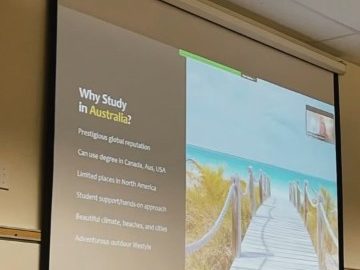 Why Study
in Australia?
Prestigious global reputation
Can use degree in Canada, Aus, USA
Limited places in North America
Student support/hands-on approach
Beautiful climate, beaches, and cities
Adventurous outdoor lifestyle